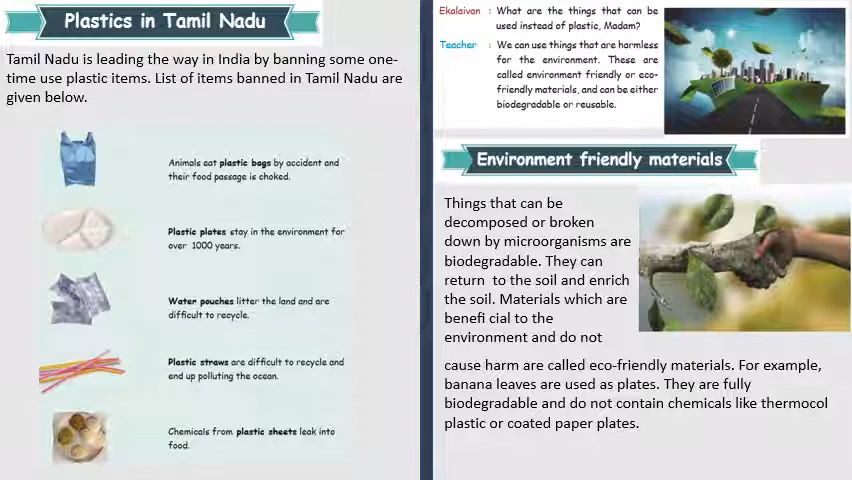 Plastics in Tamil Nadu
Tamil Nadu is leading the way in India by banning some one-
time use plastic items. List of items banned in Tamil Nadu are
given below.
Animals eat plastic bags by accident and
their food passage is choked.
Plastic plates stay in the environment for
over 1000 years.
Water pouches litter the land and are
difficult to recycle.
Plastic straws are difficult to recycle and
end up polluting the ocean.
Chemicals from plastic sheets leak into
food.
Ekalaivan : What are the things that can be
used instead of plastic, Madam?
Teacher : We can use things that are harmless
for the environment. These are
called environment friendly or eco-
friendly materials, and can be either
biodegradable or reusable.
Environment friendly materials
Things that can be
decomposed or broken
down by microorganisms are
biodegradable. They can
return to the soil and enrich
the soil. Materials which are
benefi cial to the
environment and do not
cause harm are called eco-friendly materials. For example,
banana leaves are used as plates. They are fully
biodegradable and do not contain chemicals like thermocol
plastic or coated paper plates.